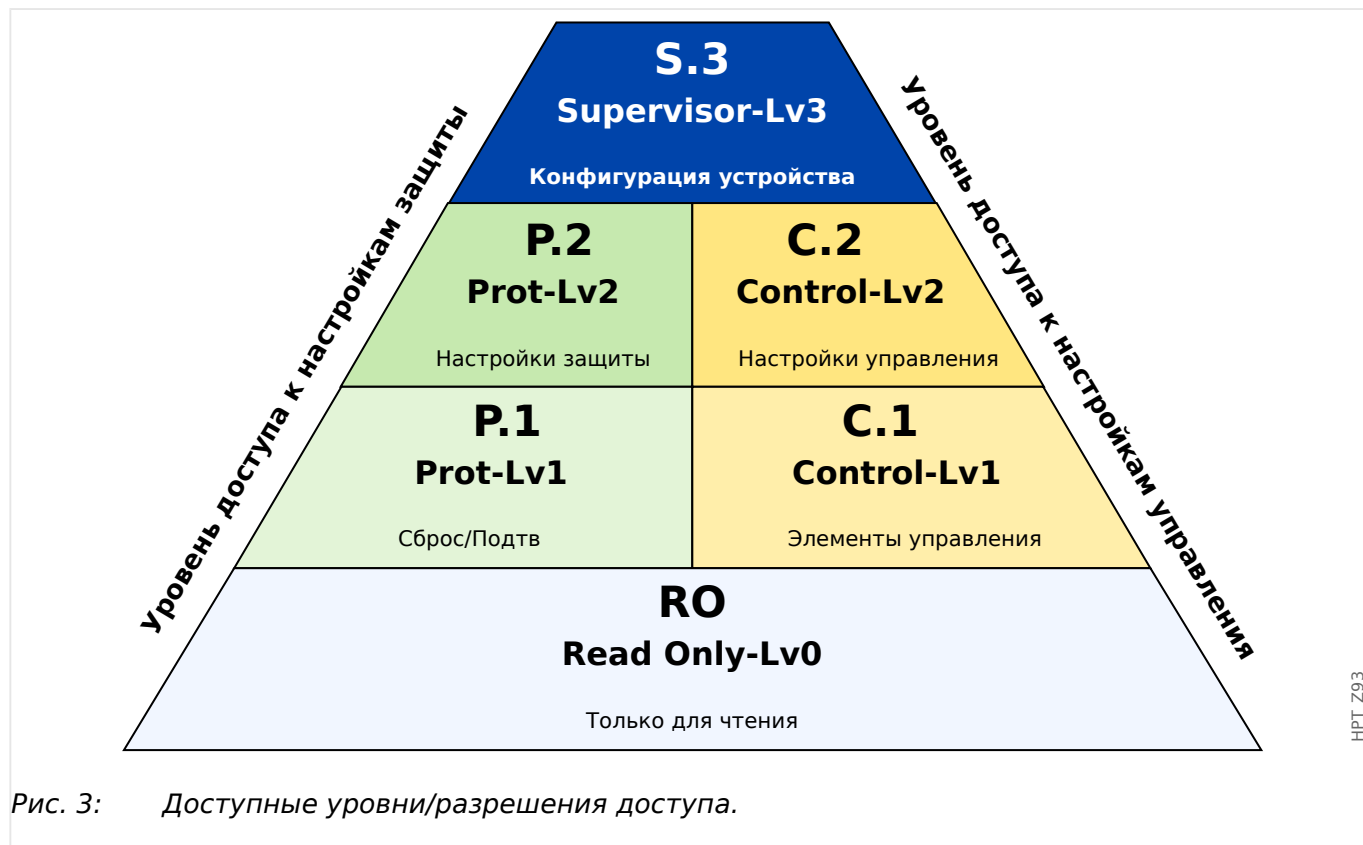 S.3
Supervisor-Lv3
Конфигурация устройства
Уровень доступа к настройкам защиты
Уровень доступа к настройкам управления
P.2
Prot-Lv2
Настройки защиты
C.2
Control-Lv2
Настройки управления
P.1
Prot-Lv1
Сброс/Подтв
C.1
Control-Lv1
Элементы управления
RO
Read Only-Lv0
Только для чтения
HPT_Z93
Рис. 3: Доступные уровни/разрешения доступа.